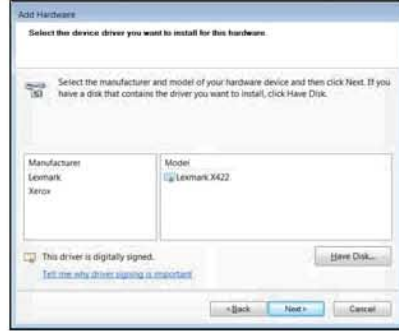 Add Hardware
Select the device driver you want to install for this hardware.
Select the manufacturer and model of your hardware device and then click Next. If you
have a disk that contains the driver you want to install, click Have Disk.
Manufacturer
Lexmark
Xerox
Model
Lexmark X422
This driver is digitally signed.
Tell me why driver signing is important
Have Disk...
< Back
Next >
Cancel